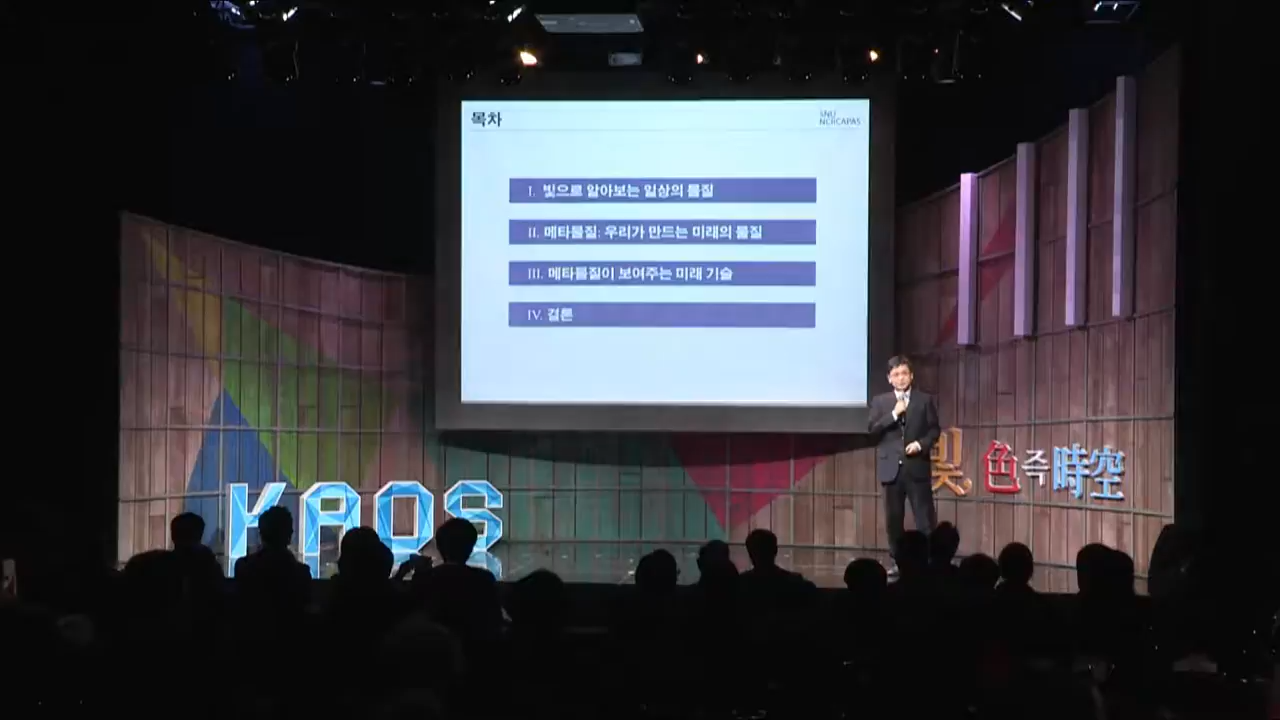 목차
SNU
NCRCAPAS
I. 빛으로 알아보는 일상의 물질
II. 메타물질: 우리가 만드는 미래의 물질
III. 메타물질이 보여주는 미래 기술
IV. 결론
빛, 色즉時空
KAOS